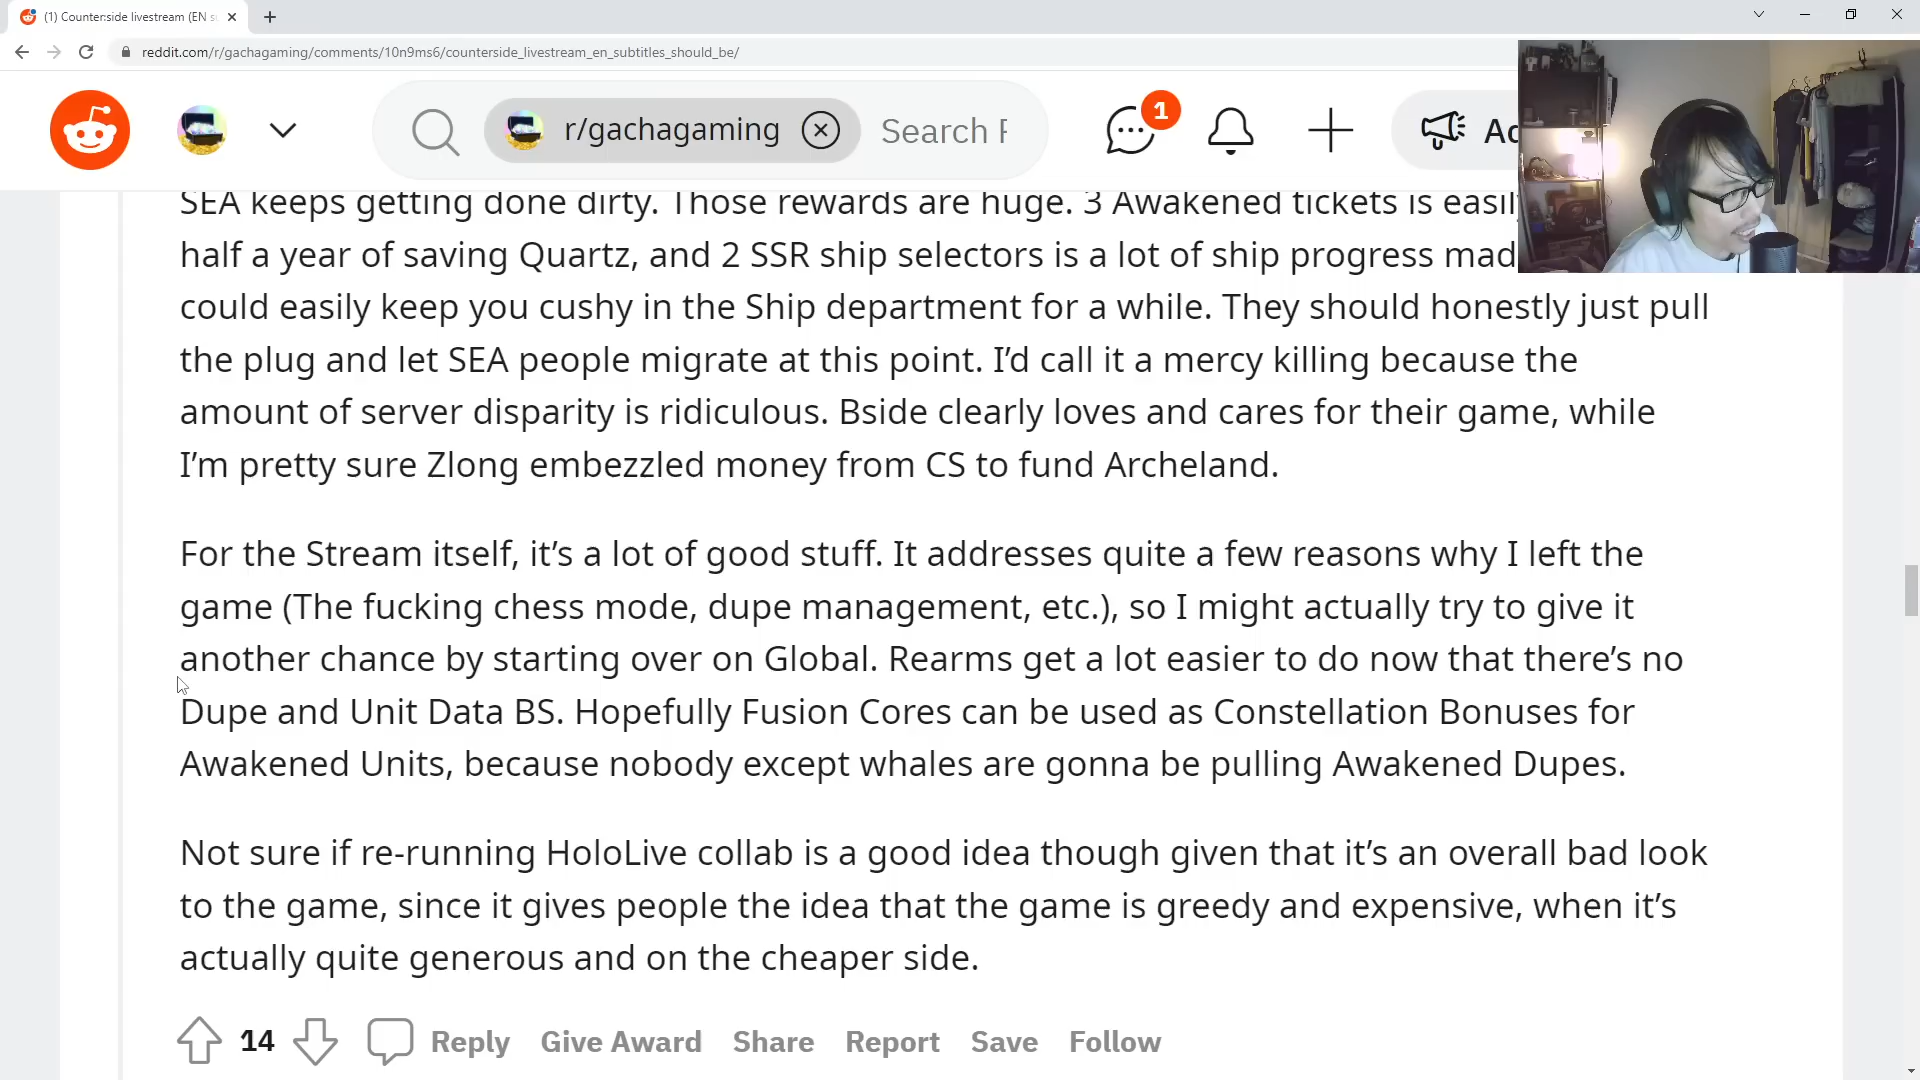 (1) Counter:side livestream (EN s
reddit.com/r/gachagaming/comments/10n9ms6/counterside_livestream_en_subtitles_should_be/
r/gachagaming
Search
1
SEA keeps getting done dirty. Those rewards are huge. 3 Awakened tickets is easily
half a year of saving Quartz, and 2 SSR ship selectors is a lot of ship progress mad
could easily keep you cushy in the Ship department for a while. They should honestly just pull
the plug and let SEA people migrate at this point. I’d call it a mercy killing because the
amount of server disparity is ridiculous. Bside clearly loves and cares for their game, while
I’m pretty sure Zlong embezzled money from CS to fund Archeland.
For the Stream itself, it’s a lot of good stuff. It addresses quite a few reasons why I left the
game (The fucking chess mode, dupe management, etc.), so I might actually try to give it
another chance by starting over on Global. Rearms get a lot easier to do now that there’s no
Dupe and Unit Data BS. Hopefully Fusion Cores can be used as Constellation Bonuses for
Awakened Units, because nobody except whales are gonna be pulling Awakened Dupes.
Not sure if re-running HoloLive collab is a good idea though given that it’s an overall bad look
to the game, since it gives people the idea that the game is greedy and expensive, when it’s
actually quite generous and on the cheaper side.
14 Reply Give Award Share Report Save Follow